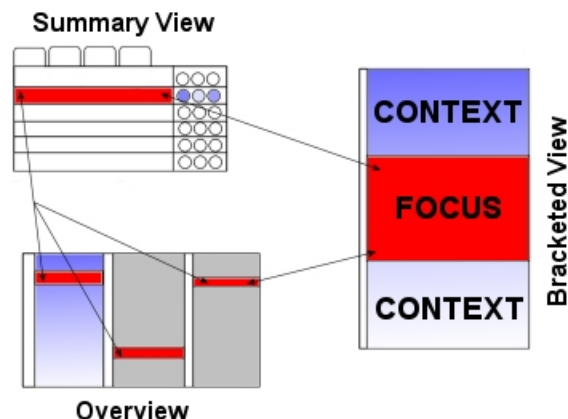 Summary View
CONTEXT
FOCUS
CONTEXT
Bracketed View
Overview